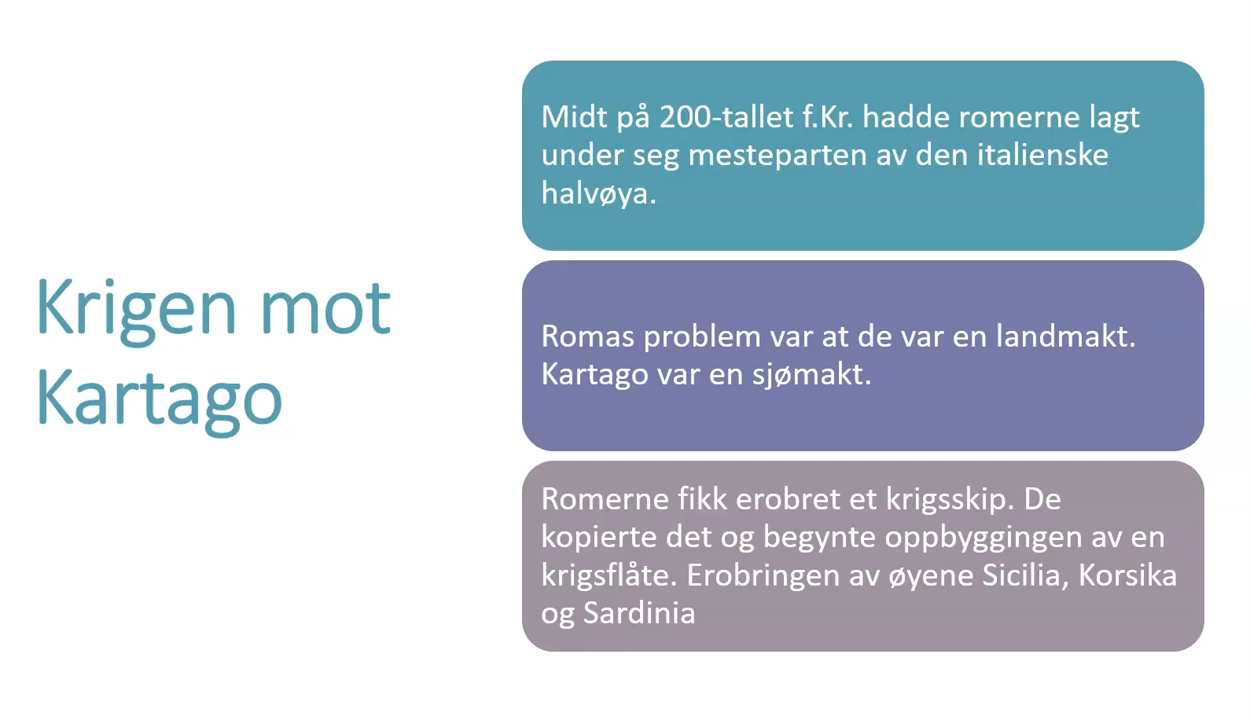 Krigen mot
Kartago
Midt på 200-tallet f.Kr. hadde romerne lagt
under seg mesteparten av den italienske
halvøya.
Romas problem var at de var en landmakt.
Kartago var en sjømakt.
Romerne fikk erobret et krigsskip. De
kopierte det og begynte oppbyggingen av en
krigsflåte. Erobringen av øyene Sicilia, Korsika
og Sardinia